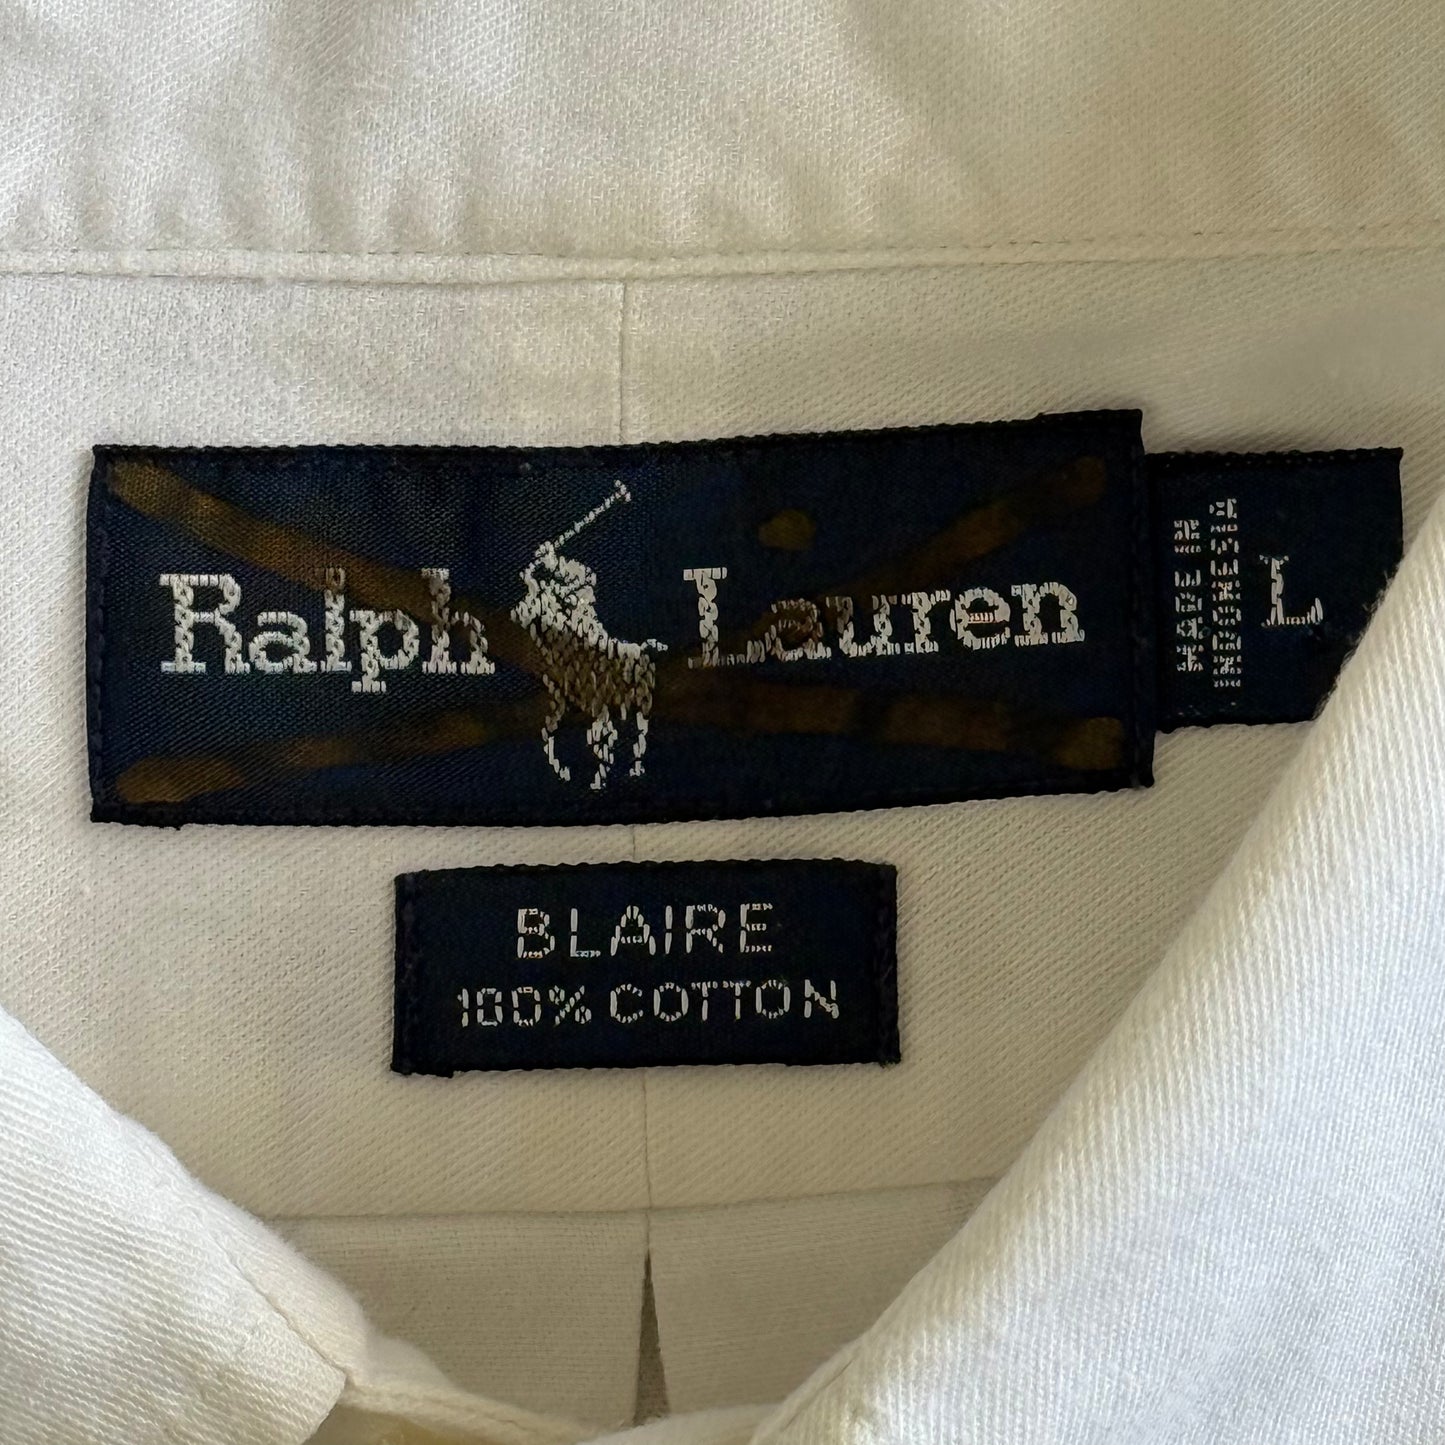 Ralph Lauren
MADE IN
INDONESIA
L
BLAIRE
100% COTTON